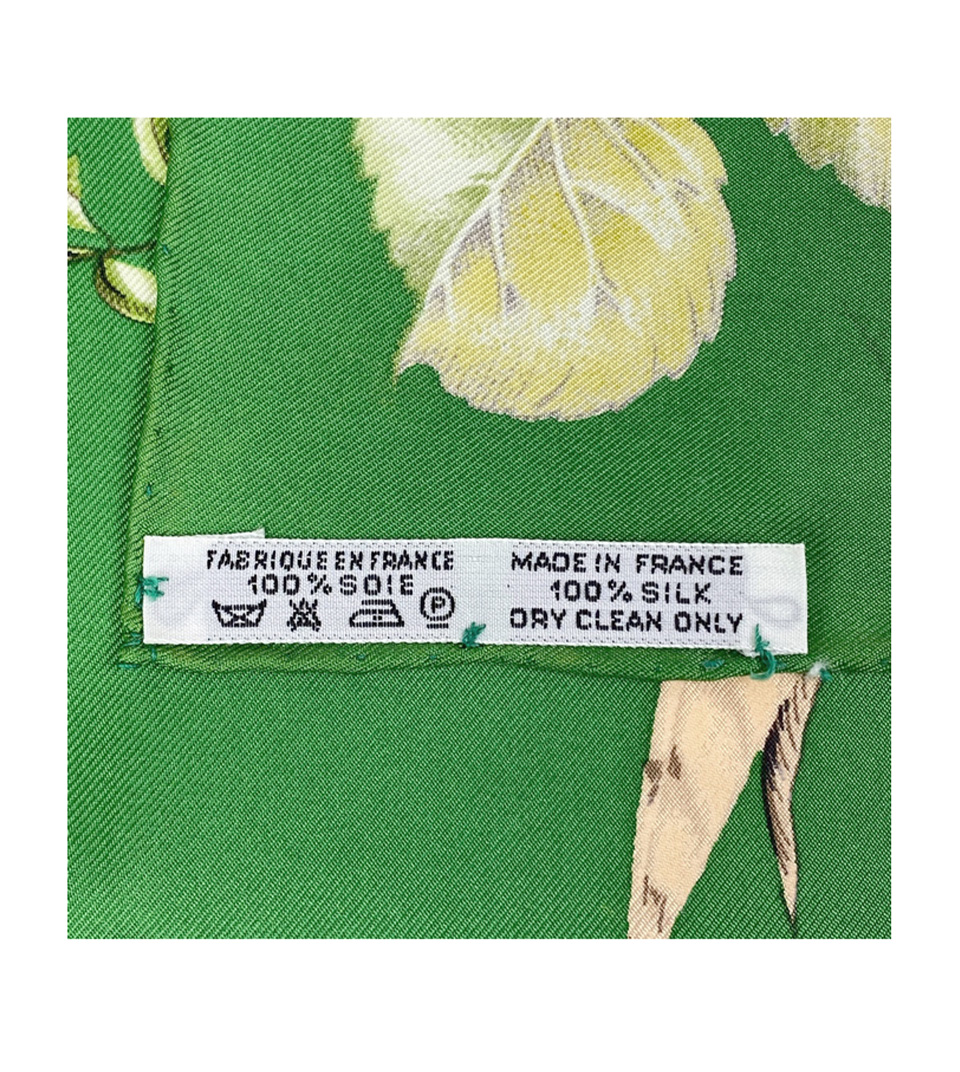 FABRIQUE EN FRANCE
100% SOIE
P
MADE IN FRANCE
100% SILK
DRY CLEAN ONLY